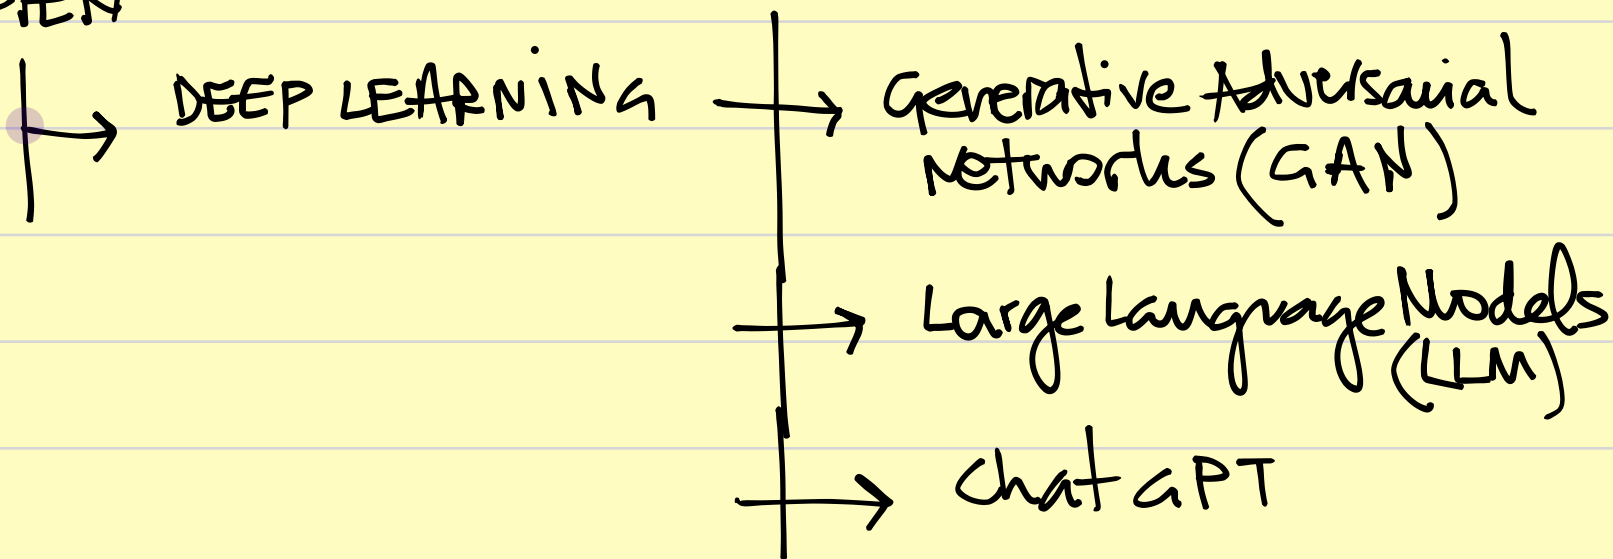 DEEP LEARNING → Generative Adversarial
Networks (GAN)
→ Large Language Models
(LLM)
→ Chat GPT